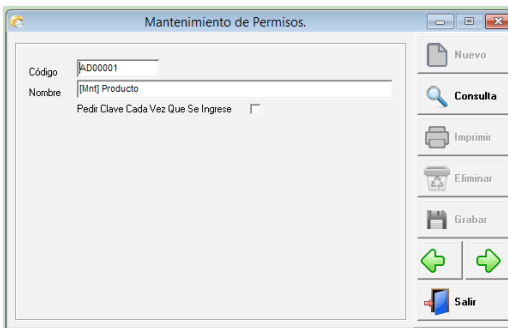 Mantenimiento de Permisos.
Código AD00001
Nombre [Mnt] Producto
Pedir Clave Cada Vez Que Se Ingrese
Nuevo
Consulta
Imprimir
Eliminar
Grabar
Salir